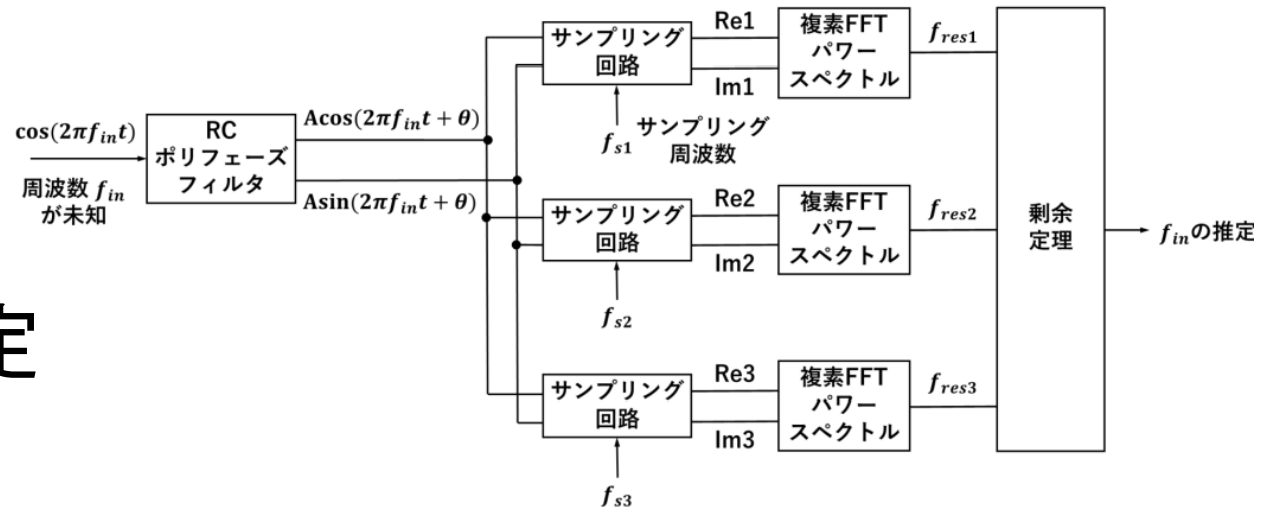 cos(2πf_in t)
周波数 f_in
が未知
RC
ポリフェーズ
フィルタ
Acos(2πf_in t + θ)
Asin(2πf_in t + θ)
サンプリング
回路
f_s1
サンプリング
周波数
Re1
Im1
複素FFT
パワー
スペクトル
f_res1
サンプリング
回路
f_s2
Re2
Im2
複素FFT
パワー
スペクトル
f_res2
サンプリング
回路
f_s3
Re3
Im3
複素FFT
パワー
スペクトル
f_res3
剰余
定理
f_inの推定
定